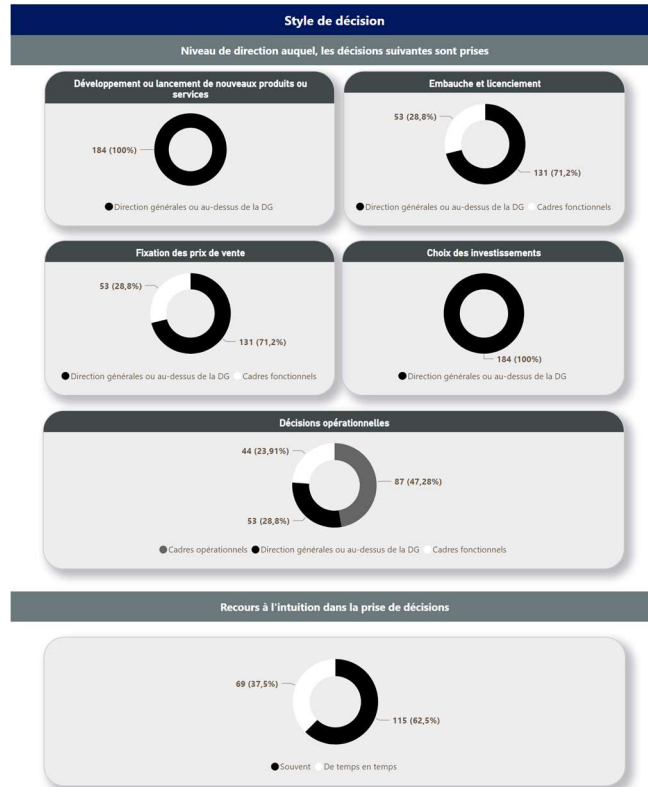 Style de décision
Niveau de direction auquel, les décisions suivantes sont prises
Développement ou lancement de nouveaux produits ou
services
184 (100%)
Direction générales ou au-dessus de la DG
Embauche et licenciement
53 (28,8%)
131 (71,2%)
Direction générales ou au-dessus de la DG Cadres fonctionnels
Fixation des prix de vente
53 (28,8%)
131 (71,2%)
Direction générales ou au-dessus de la DG Cadres fonctionnels
Choix des investissements
184 (100%)
Direction générales ou au-dessus de la DG
Décisions opérationnelles
44 (23,91%)
87 (47,28%)
53 (28,8%)
Cadres opérationnels Direction générales ou au-dessus de la DG Cadres fonctionnels
Recours à l'intuition dans la prise de décisions
69 (37,5%)
115 (62,5%)
Souvent De temps en temps